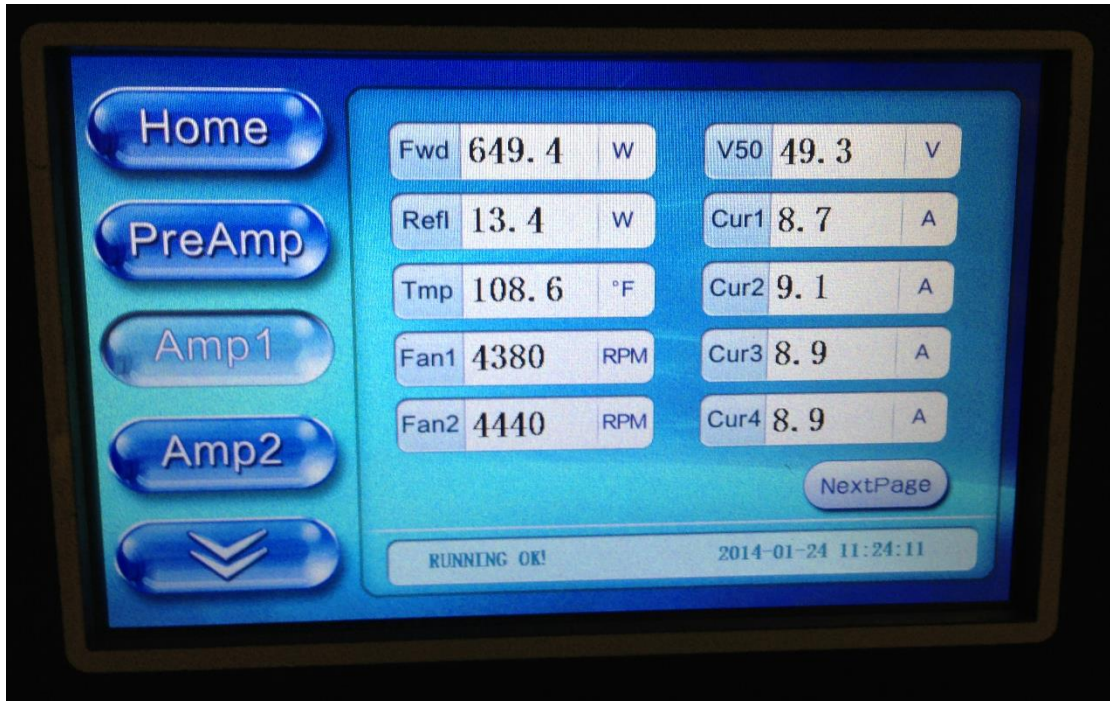 Home
PreAmp
Amp1
Amp2
Fwd 649.4 W
Refl 13.4 W
Tmp 108.6 °F
Fan1 4380 RPM
Fan2 4440 RPM
V50 49.3 V
Cur1 8.7 A
Cur2 9.1 A
Cur3 8.9 A
Cur4 8.9 A
NextPage
RUNNING OK! 2014-01-24 11:24:11